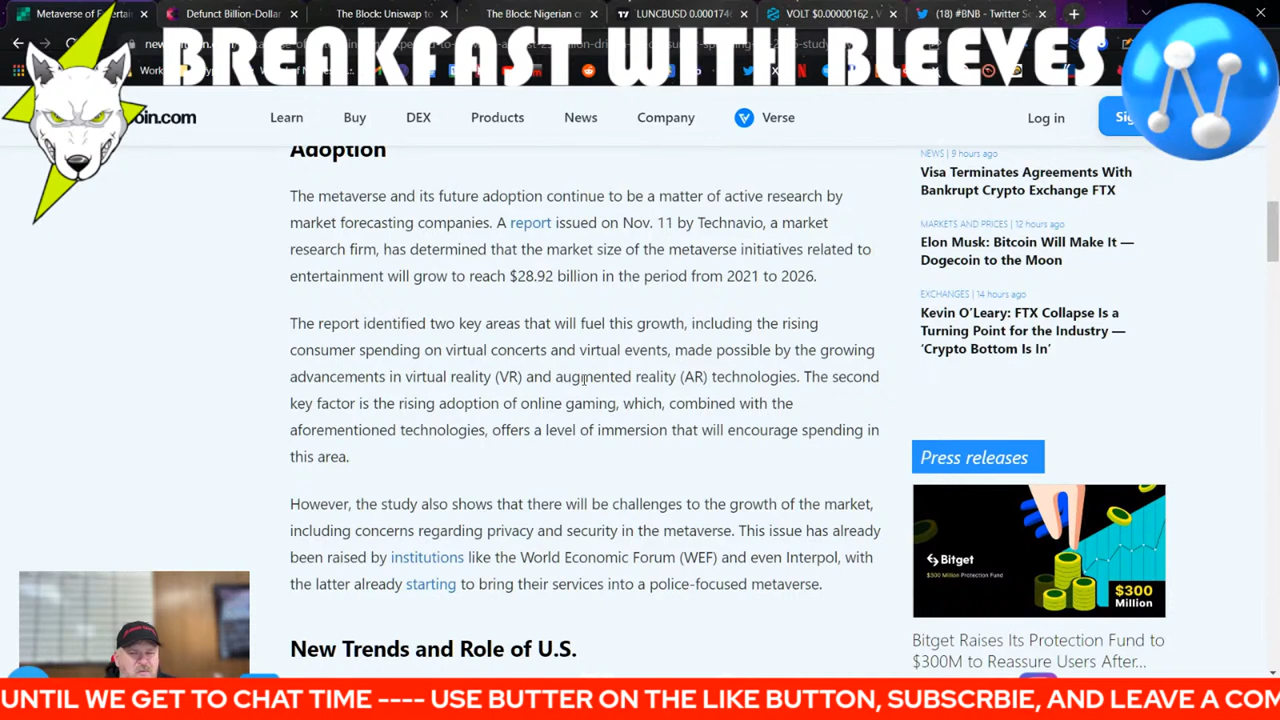 Metaverse of Entertai
Defunct Billion-Dollar
The Block: Uniswap to
The Block: Nigerian cr
LUNCBUSD 0.000174
VOLT $0.00000162
(18) #BNB - Twitter Se
BREAKFAST WITH BLEEVES
oin.com
Learn
Buy
DEX
Products
News
Company
Verse
Log in
Sig
N
Adoption
The metaverse and its future adoption continue to be a matter of active research by
market forecasting companies. A report issued on Nov. 11 by Technavio, a market
research firm, has determined that the market size of the metaverse initiatives related to
entertainment will grow to reach $28.92 billion in the period from 2021 to 2026.
The report identified two key areas that will fuel this growth, including the rising
consumer spending on virtual concerts and virtual events, made possible by the growing
advancements in virtual reality (VR) and augmented reality (AR) technologies. The second
key factor is the rising adoption of online gaming, which, combined with the
aforementioned technologies, offers a level of immersion that will encourage spending in
this area.
However, the study also shows that there will be challenges to the growth of the market,
including concerns regarding privacy and security in the metaverse. This issue has already
been raised by institutions like the World Economic Forum (WEF) and even Interpol, with
the latter already starting to bring their services into a police-focused metaverse.
New Trends and Role of U.S.
NEWS | 9 hours ago
Visa Terminates Agreements With
Bankrupt Crypto Exchange FTX
MARKETS AND PRICES | 12 hours ago
Elon Musk: Bitcoin Will Make It —
Dogecoin to the Moon
EXCHANGES | 14 hours ago
Kevin O'Leary: FTX Collapse Is a
Turning Point for the Industry —
'Crypto Bottom Is In'
Press releases
Bitget
$300 Million Protection Fund
$300
Million
Bitget Raises Its Protection Fund to
$300M to Reassure Users After...
UNTIL WE GET TO CHAT TIME ---- USE BUTTER ON THE LIKE BUTTON, SUBSCRBIE, AND LEAVE A COM